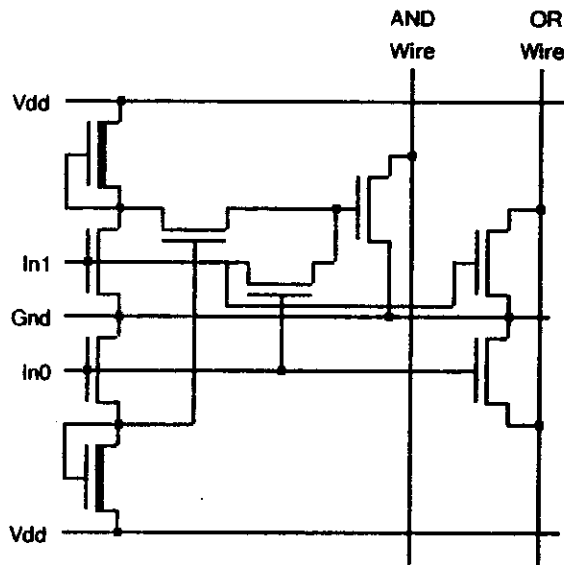 AND OR
Wire Wire
Vdd
In1
Gnd
In0
Vdd